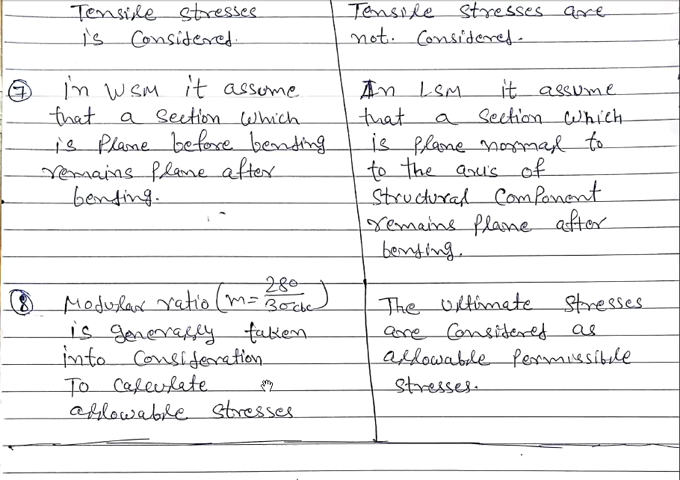 Tensile stresses
is Considered.
Tensile stresses are
not. Considered.
7 In WSM it assume
that a Section which
is Plane before bending
remains Plane after
bending.
In LSM it assume
that a Section which
is Plane normal to
to the axis of
Structural Component
remains Plane after
bending.
8 Modular ratio (m = 280/3σcbc)
is generally taken
into Consideration
To Calculate
allowable stresses
The Ultimate stresses
are Considered as
allowable Permissible
stresses.